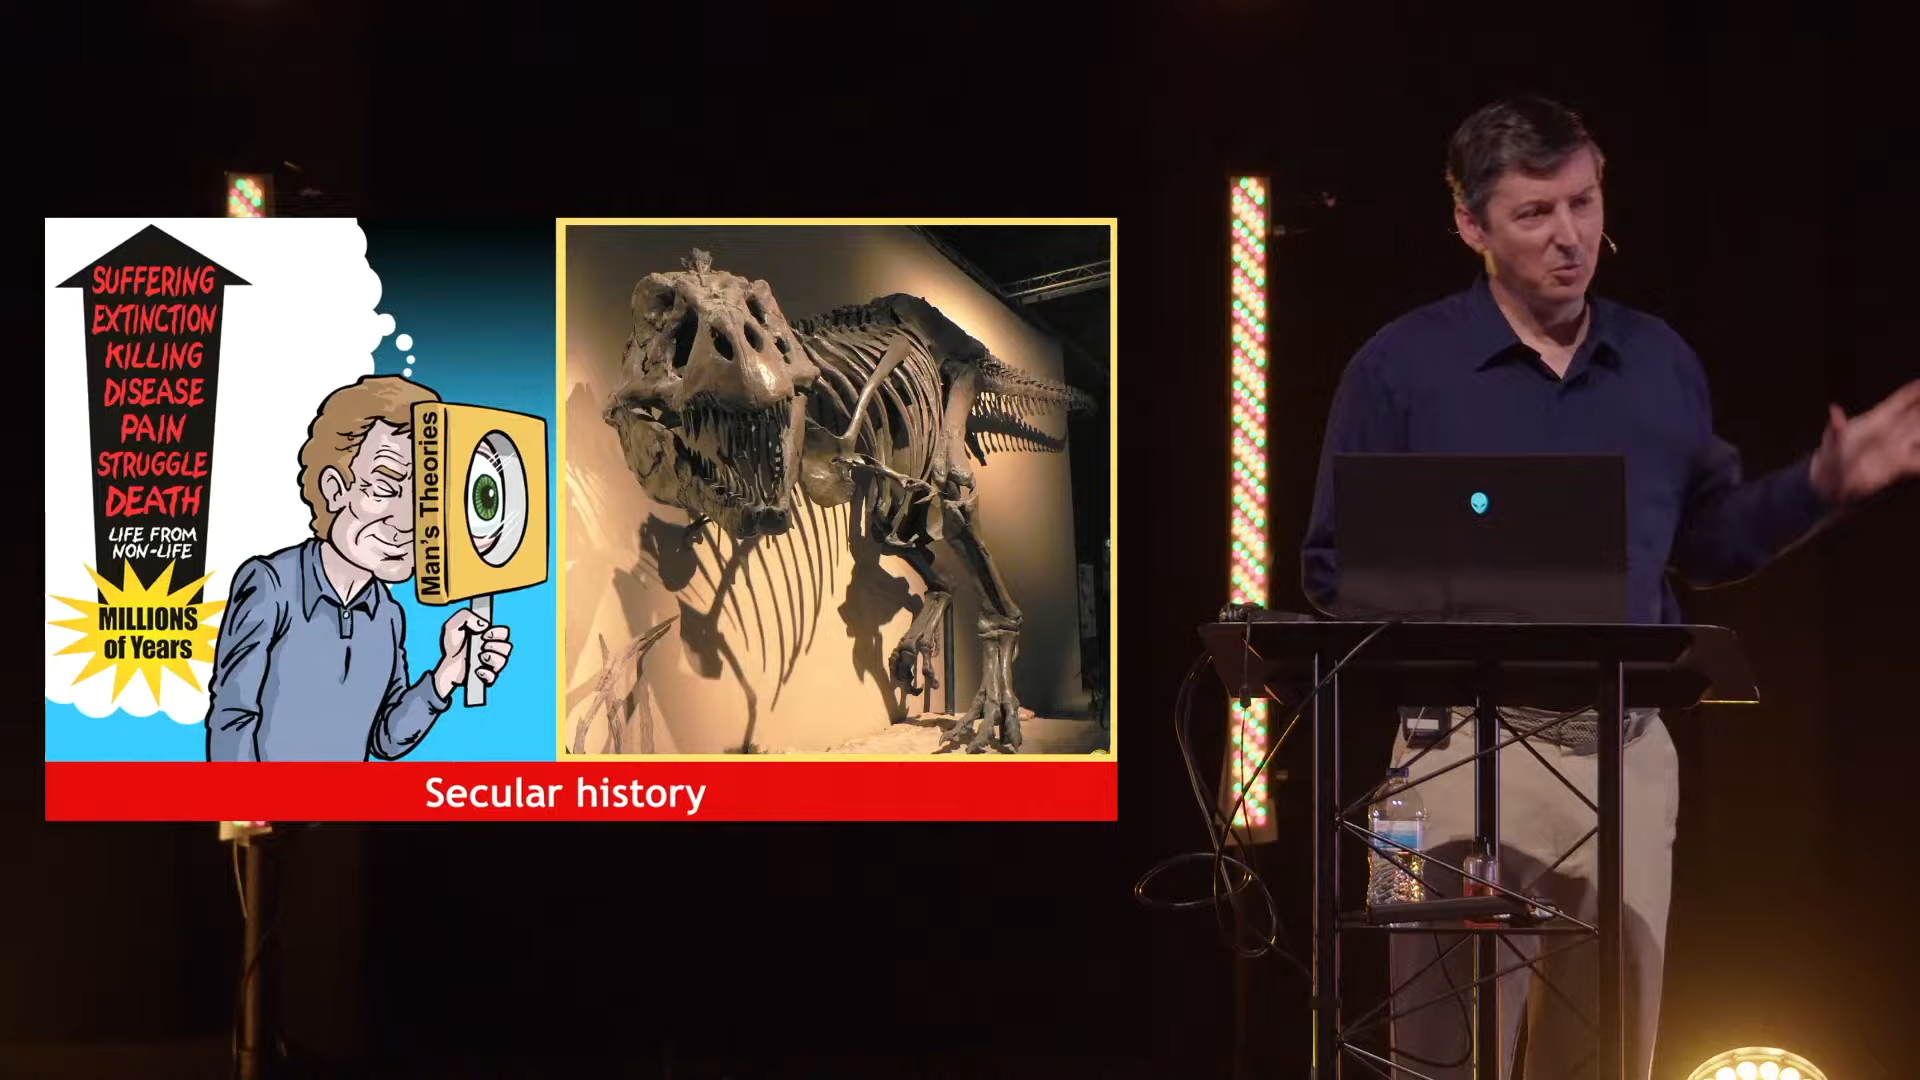 SUFFERING
EXTINCTION
KILLING
DISEASE
PAIN
STRUGGLE
DEATH
LIFE FROM
NON-LIFE
MILLIONS
of Years
Man's Theories
Secular history